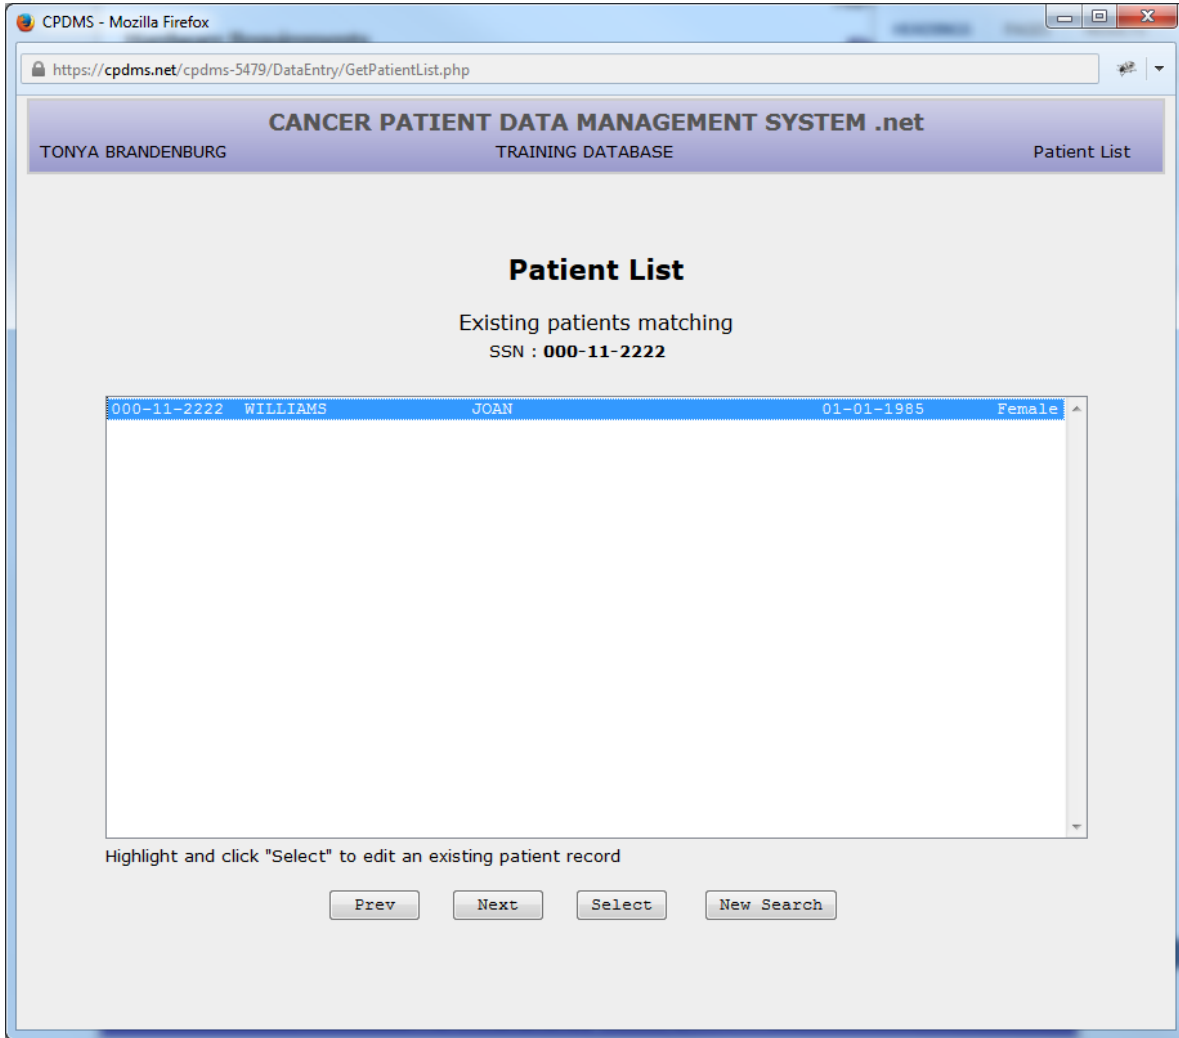 CPDMS - Mozilla Firefox
https://cpdms.net/cpdms-5479/DataEntry/GetPatientList.php
CANCER PATIENT DATA MANAGEMENT SYSTEM .net
TONYA BRANDENBURG TRAINING DATABASE Patient List
Patient List
Existing patients matching
SSN : 000-11-2222
000-11-2222 WILLIAMS JOAN 01-01-1985 Female
Highlight and click "Select" to edit an existing patient record
Prev Next Select New Search